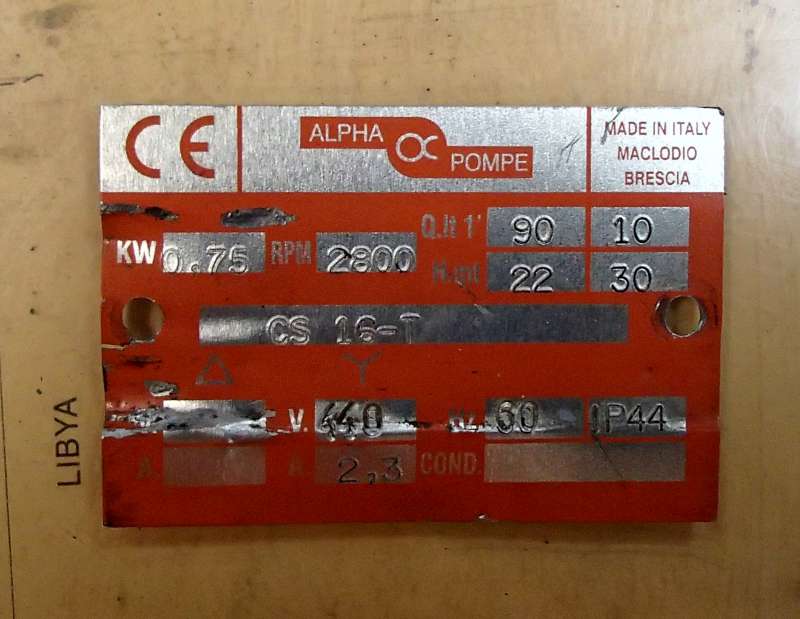 CE
ALPHA POMPE
MADE IN ITALY
MACLODIO
BRESCIA
Q.lt 1' 90 10
KW 0.75 RPM 2800
H.mt 22 30
CS 16-T
V. 440 HZ. 60 IP44
A. A 2,3 COND.
LIBYA